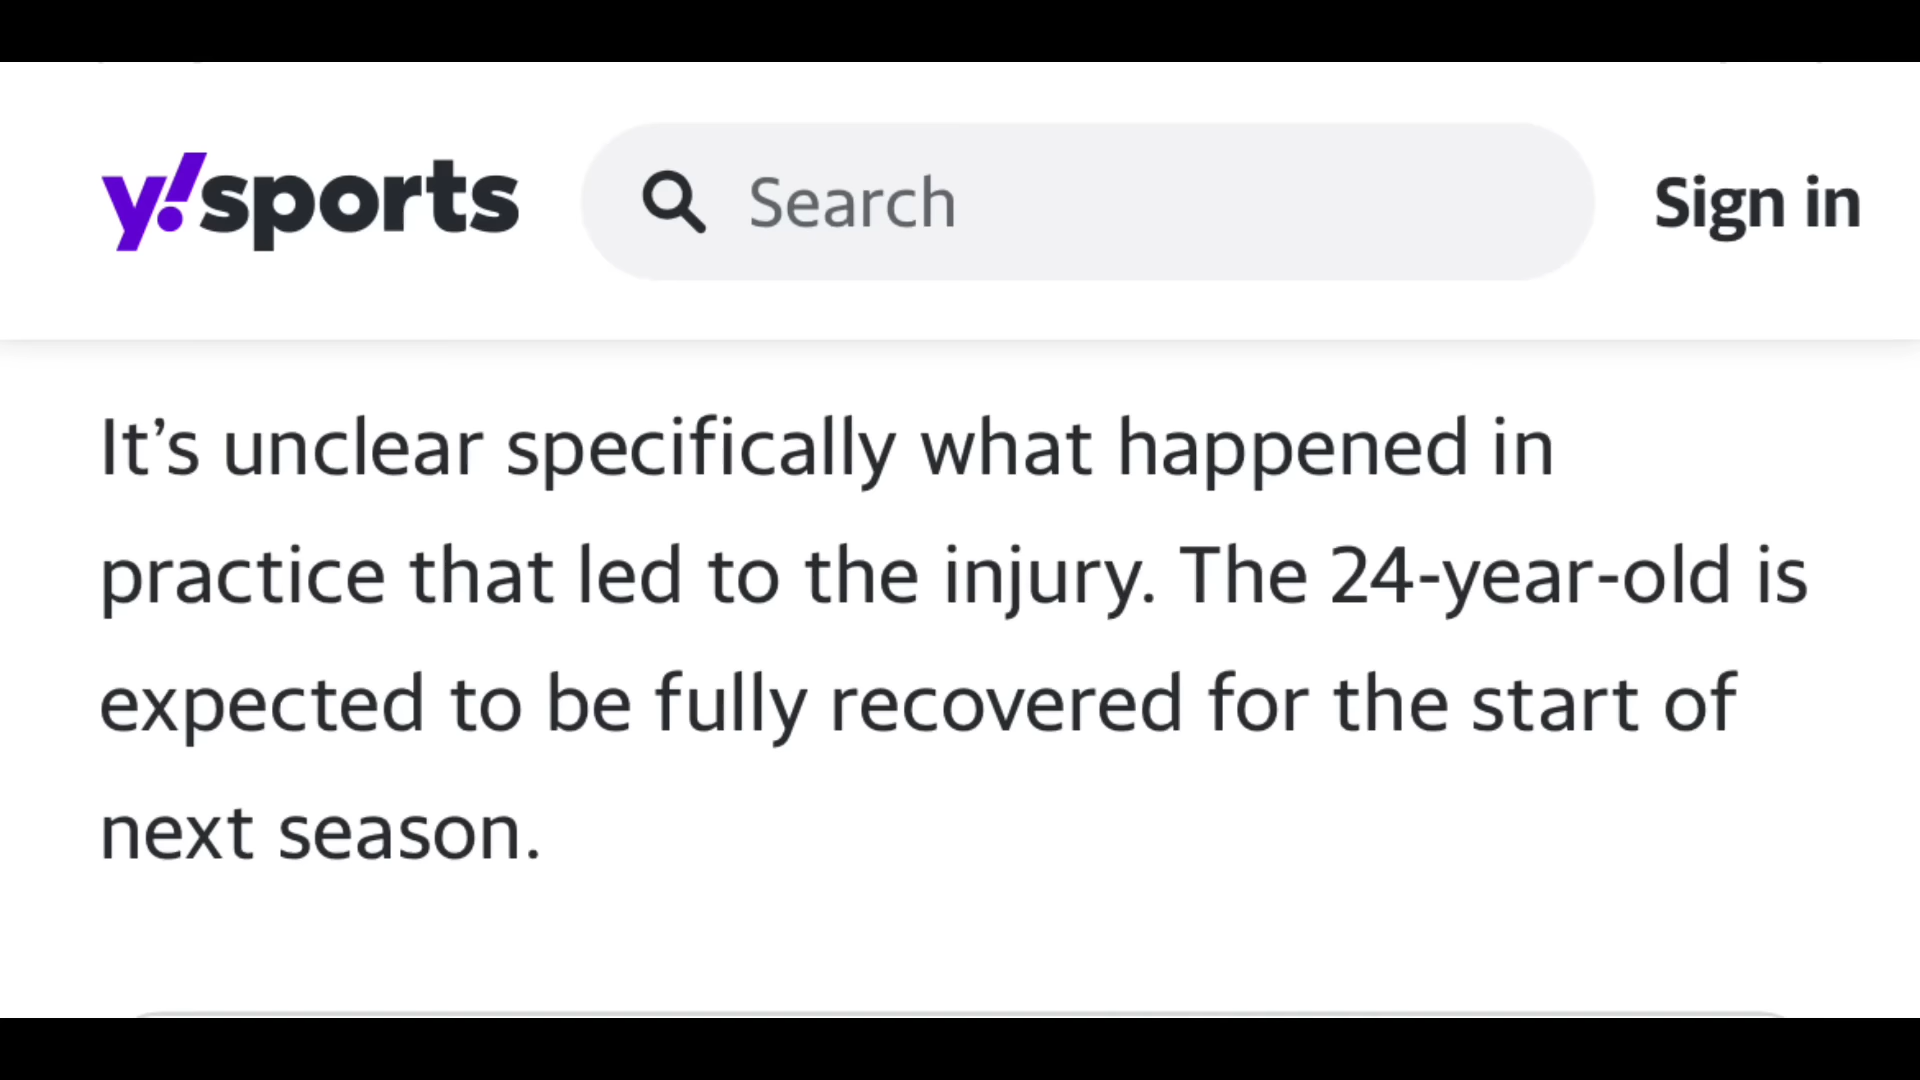 y!sports
Search
Sign in
It’s unclear specifically what happened in
practice that led to the injury. The 24-year-old is
expected to be fully recovered for the start of
next season.